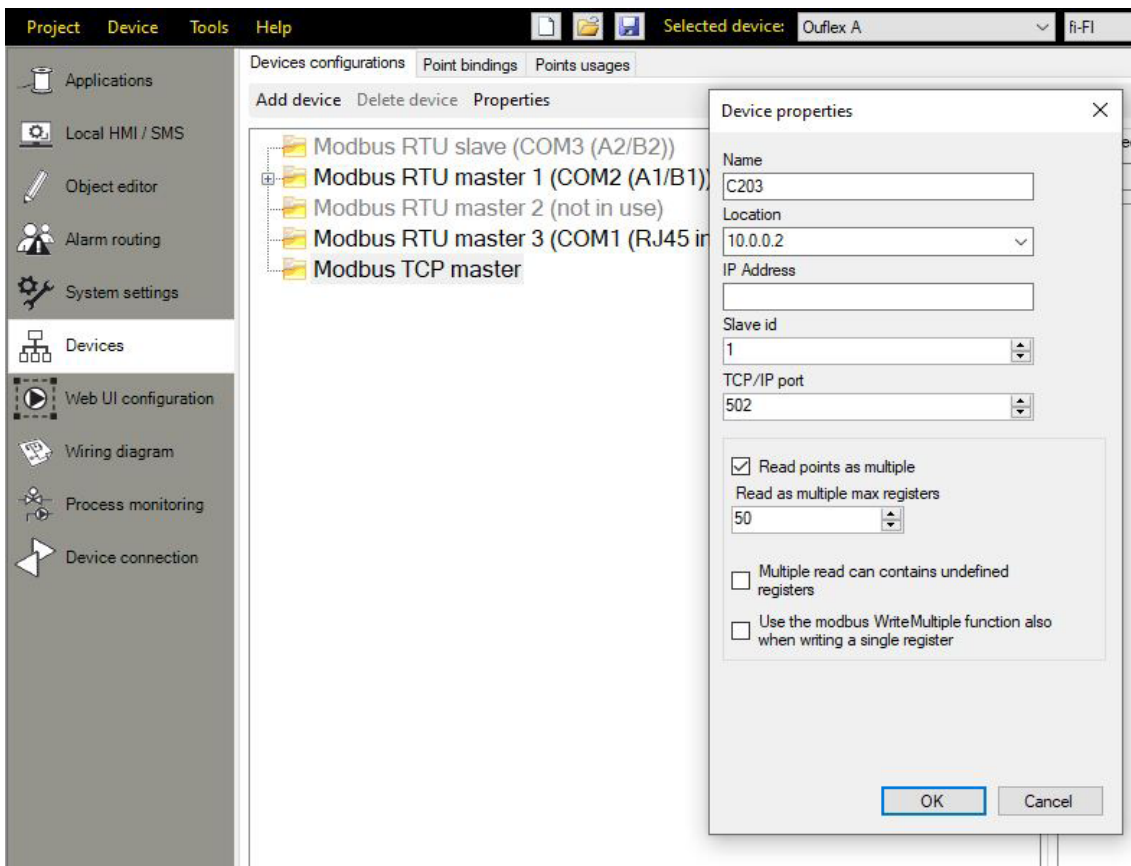 Project Device Tools Help Selected device: Ouflex A fi-FI
Devices configurations Point bindings Points usages
Add device Delete device Properties
Applications
Local HMI / SMS
Object editor
Alarm routing
System settings
Devices
Web UI configuration
Wiring diagram
Process monitoring
Device connection
Modbus RTU slave (COM3 (A2/B2))
Modbus RTU master 1 (COM2 (A1/B1))
Modbus RTU master 2 (not in use)
Modbus RTU master 3 (COM1 (RJ45 in
Modbus TCP master
Device properties
Name
C203
Location
10.0.0.2
IP Address
Slave id
1
TCP/IP port
502
Read points as multiple
Read as multiple max registers
50
Multiple read can contains undefined
registers
Use the modbus WriteMultiple function also
when writing a single register
OK Cancel